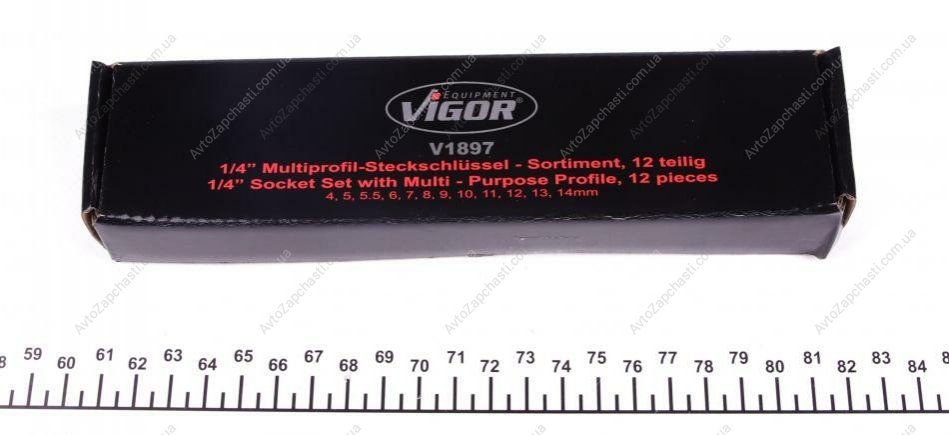 EQUIPMENT
VIGOR®
V1897
1/4” Multiprofil-Steckschlüssel - Sortiment, 12 teilig
1/4” Socket Set with Multi - Purpose Profile, 12 pieces
4, 5, 5.5, 6, 7, 8, 9, 10, 11, 12, 13, 14mm
59 60 61 62 63 64 65 66 67 68 69 70 71 72 73 74 75 76 77 78 79 80 81 82 83 84
AvtoZapchasti.com.ua